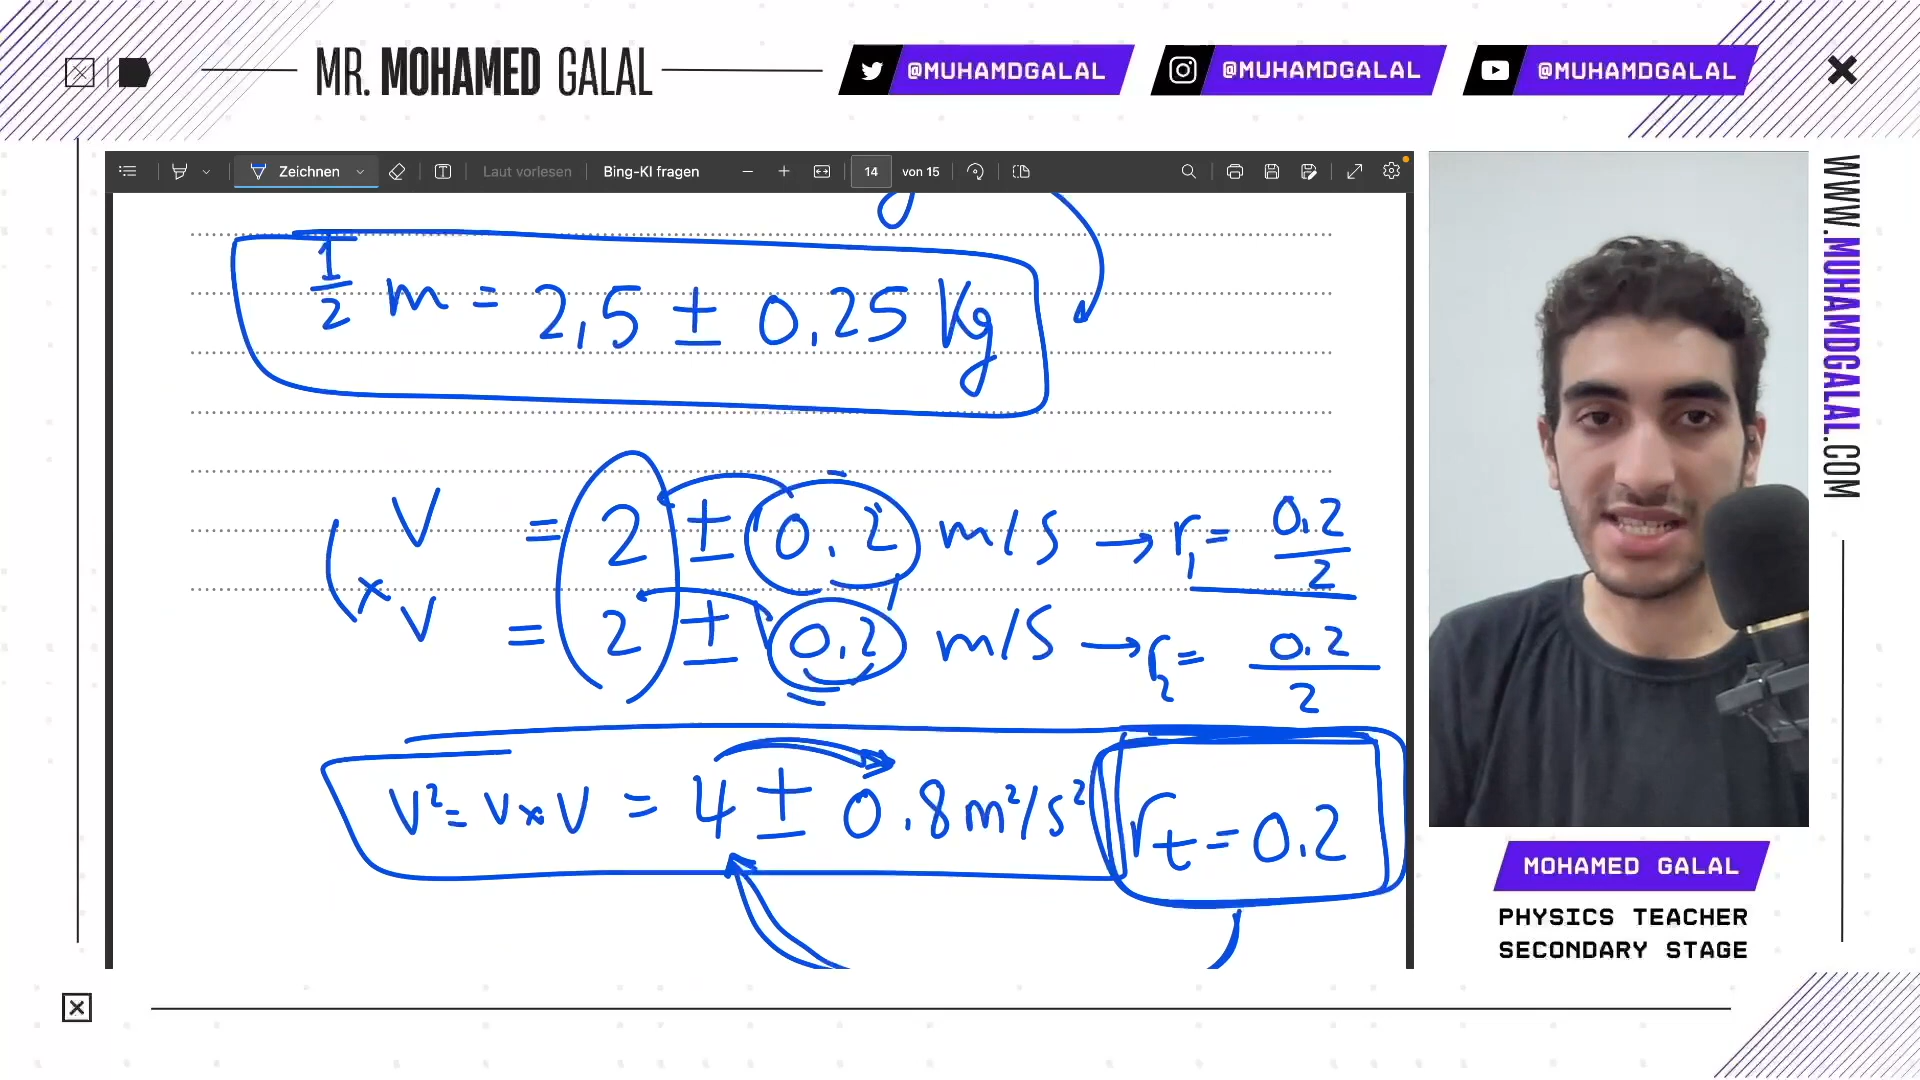 MR. MOHAMED GALAL
@MUHAMDGALAL
@MUHAMDGALAL
@MUHAMDGALAL
Zeichnen
Laut vorlesen
Bing-KI fragen
14
von 15
1/2 m = 2,5 ± 0,25 Kg
V = 2 ± 0.2 m/s → r₁ = 0.2/2
× V = 2 ± 0.2 m/s → r₂ = 0.2/2
V² = V × V = 4 ± 0.8 m²/s² rt = 0.2
WWW.MUHAMDGALAL.COM
MOHAMED GALAL
PHYSICS TEACHER
SECONDARY STAGE